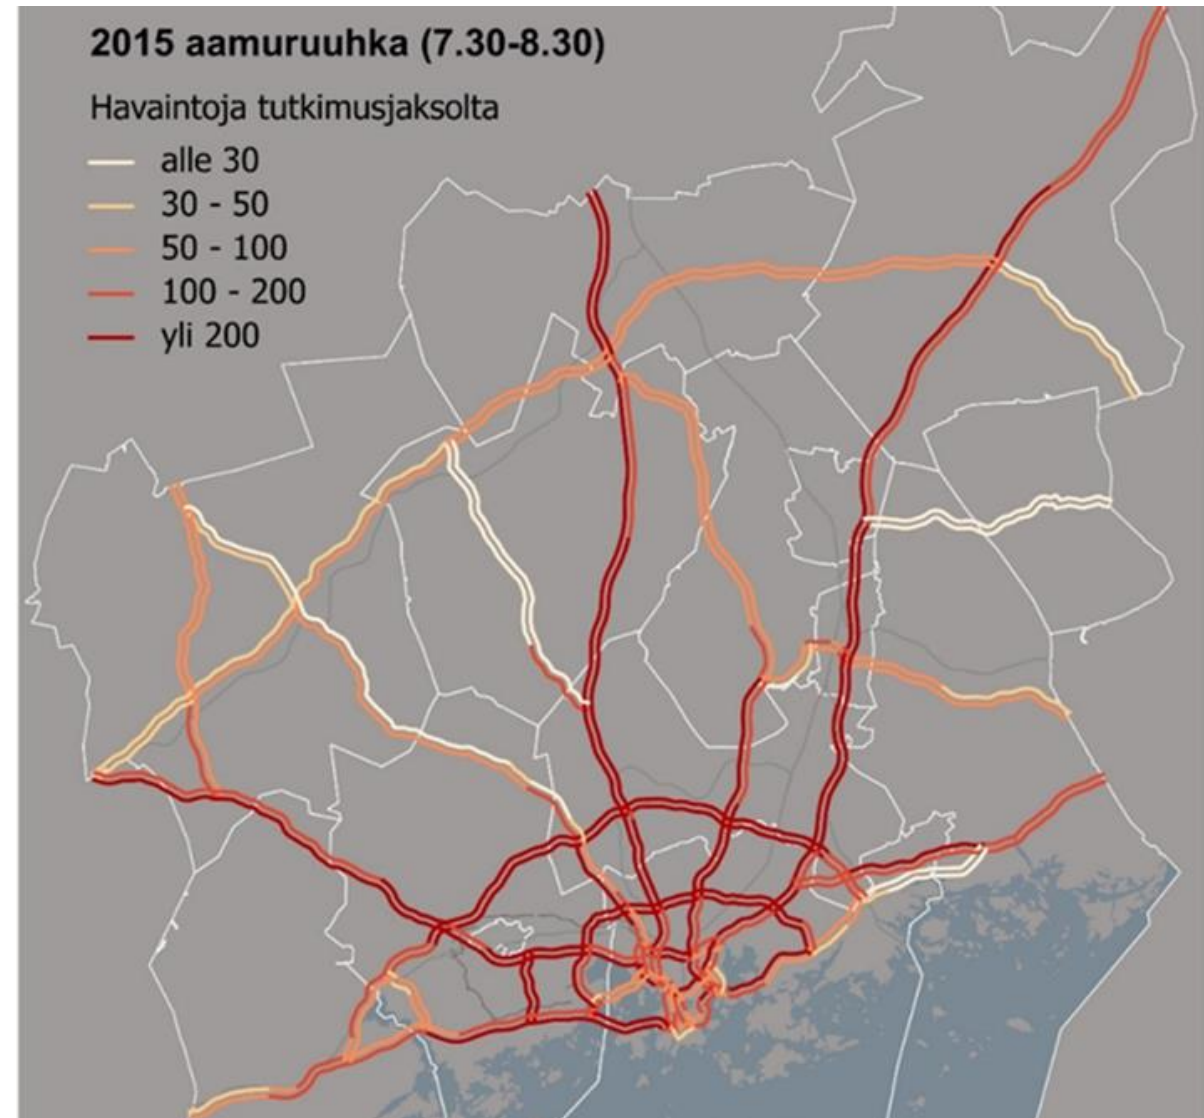 2015 aamuruuhka (7.30-8.30)
Havaintoja tutkimusjaksolta
alle 30
30 - 50
50 - 100
100 - 200
yli 200